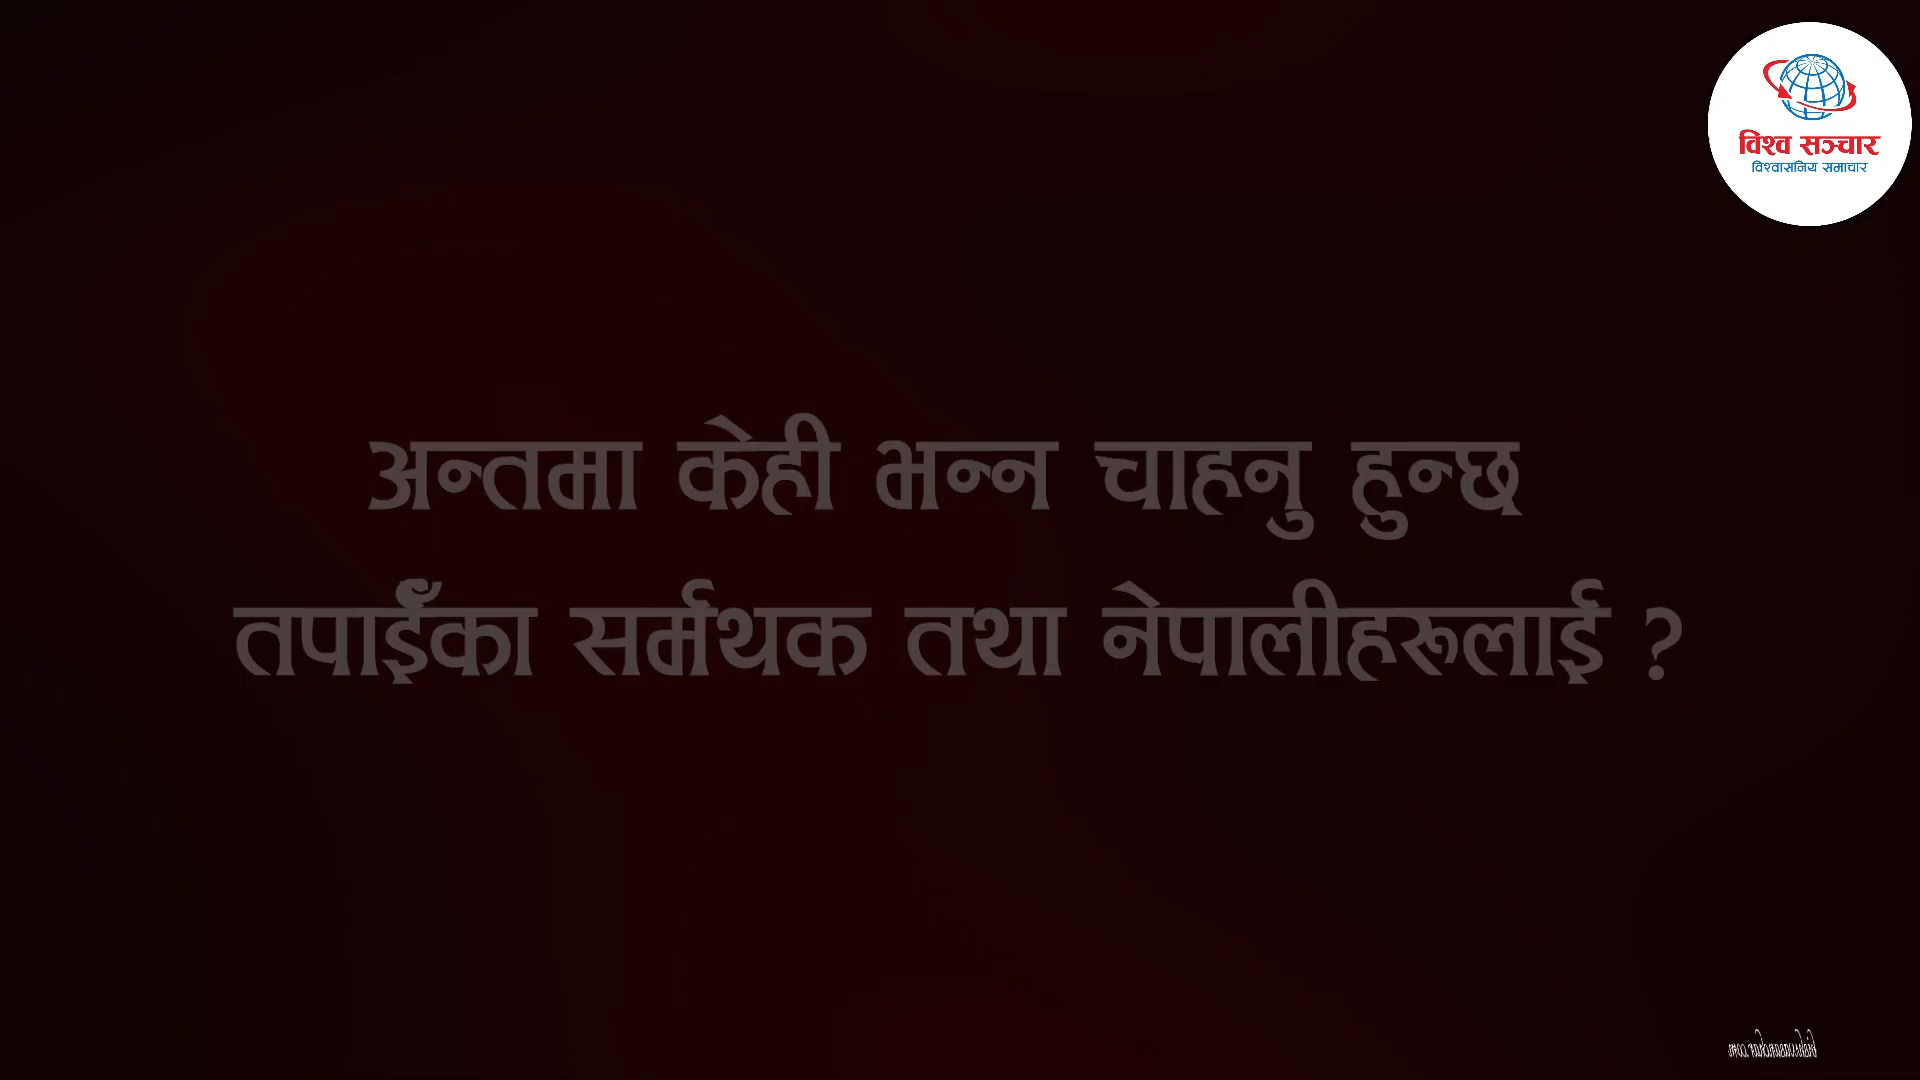 विश्व सञ्चार
विश्वासनिय समाचार
अन्तमा केही भन्न चाहनु हुन्छ
तपाईँका सर्मथक तथा नेपालीहरूलाई ?